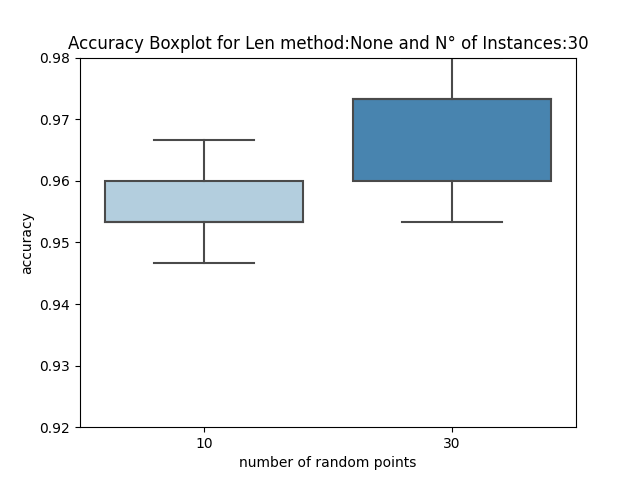 Accuracy Boxplot for Len method:None and N° of Instances:30
0.98
0.97
0.96
0.95
0.94
0.93
0.92
accuracy
10 30
number of random points